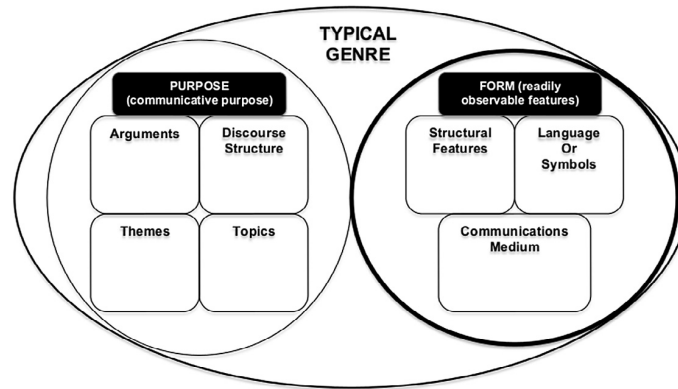 TYPICAL
GENRE
PURPOSE
(communicative purpose)
Arguments
Discourse
Structure
Themes
Topics
FORM (readily
observable features)
Structural
Features
Language
Or
Symbols
Communications
Medium